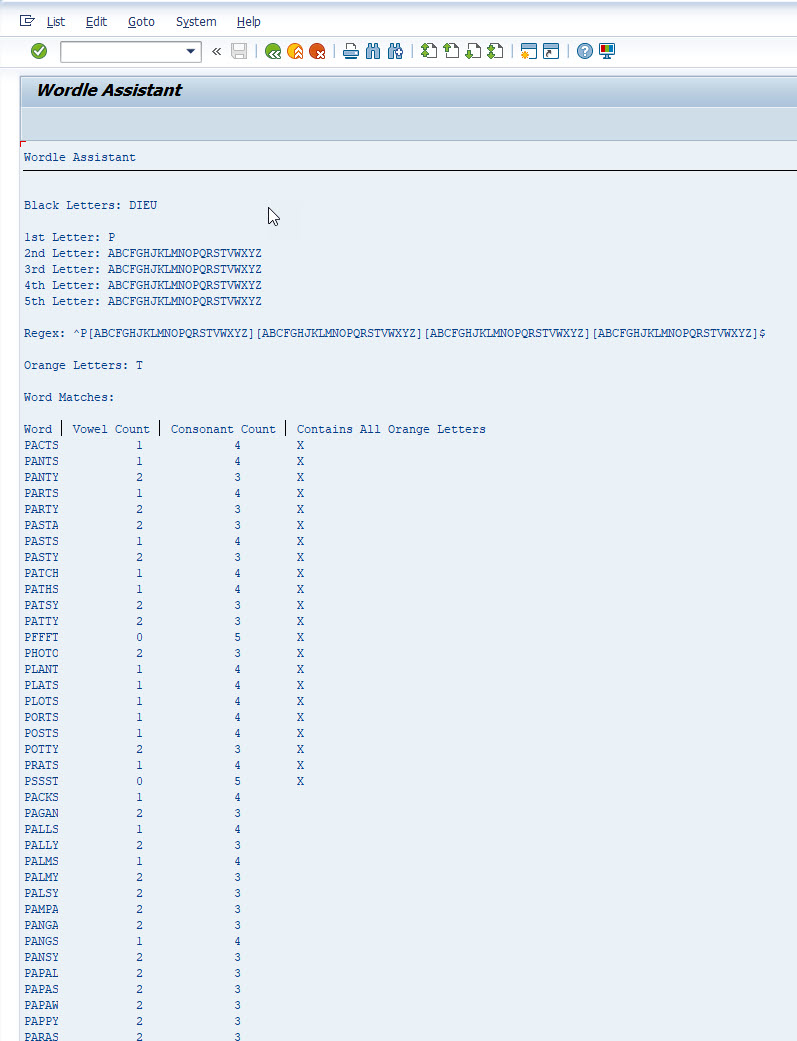 List Edit Goto System Help
«
Wordle Assistant
Wordle Assistant
Black Letters: DIEU
1st Letter: P
2nd Letter: ABCFGHJKLMNOPQRSTVWXYZ
3rd Letter: ABCFGHJKLMNOPQRSTVWXYZ
4th Letter: ABCFGHJKLMNOPQRSTVWXYZ
5th Letter: ABCFGHJKLMNOPQRSTVWXYZ
Regex: ^P[ABCFGHJKLMNOPQRSTVWXYZ][ABCFGHJKLMNOPQRSTVWXYZ][ABCFGHJKLMNOPQRSTVWXYZ][ABCFGHJKLMNOPQRSTVWXYZ]$
Orange Letters: T
Word Matches:
Word | Vowel Count | Consonant Count | Contains All Orange Letters
PACTS 1 4 X
PANTS 1 4 X
PANTY 2 3 X
PARTS 1 4 X
PARTY 2 3 X
PASTA 2 3 X
PASTS 1 4 X
PASTY 2 3 X
PATCH 1 4 X
PATHS 1 4 X
PATSY 2 3 X
PATTY 2 3 X
PFFFT 0 5 X
PHOTO 2 3 X
PLANT 1 4 X
PLATS 1 4 X
PLOTS 1 4 X
PORTS 1 4 X
POSTS 1 4 X
POTTY 2 3 X
PRATS 1 4 X
PSSST 0 5 X
PACKS 1 4
PAGAN 2 3
PALLS 1 4
PALLY 2 3
PALMS 1 4
PALMY 2 3
PALSY 2 3
PAMPA 2 3
PANGA 2 3
PANGS 1 4
PANSY 2 3
PAPAL 2 3
PAPAS 2 3
PAPAW 2 3
PAPPY 2 3
PARAS 2 3